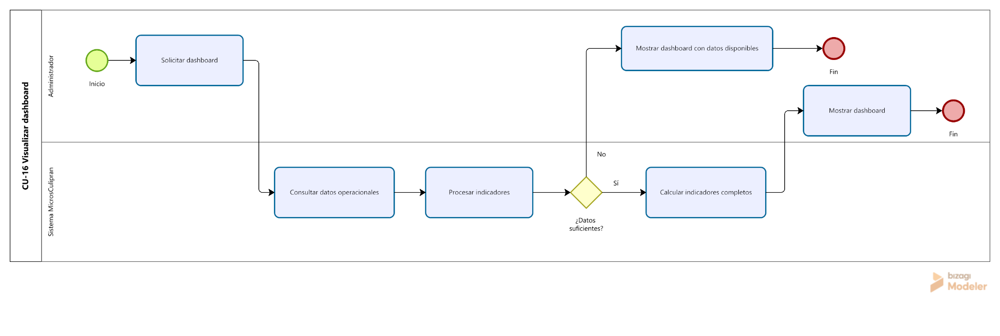 CU-16 Visualizar dashboard
Administrador
Inicio
Solicitar dashboard
Mostrar dashboard con datos disponibles
Fin
Mostrar dashboard
Fin
Sistema MicrosCulipran
Consultar datos operacionales
Procesar indicadores
¿Datos
suficientes?
No
Sí
Calcular indicadores completos
bizagi
Modeler